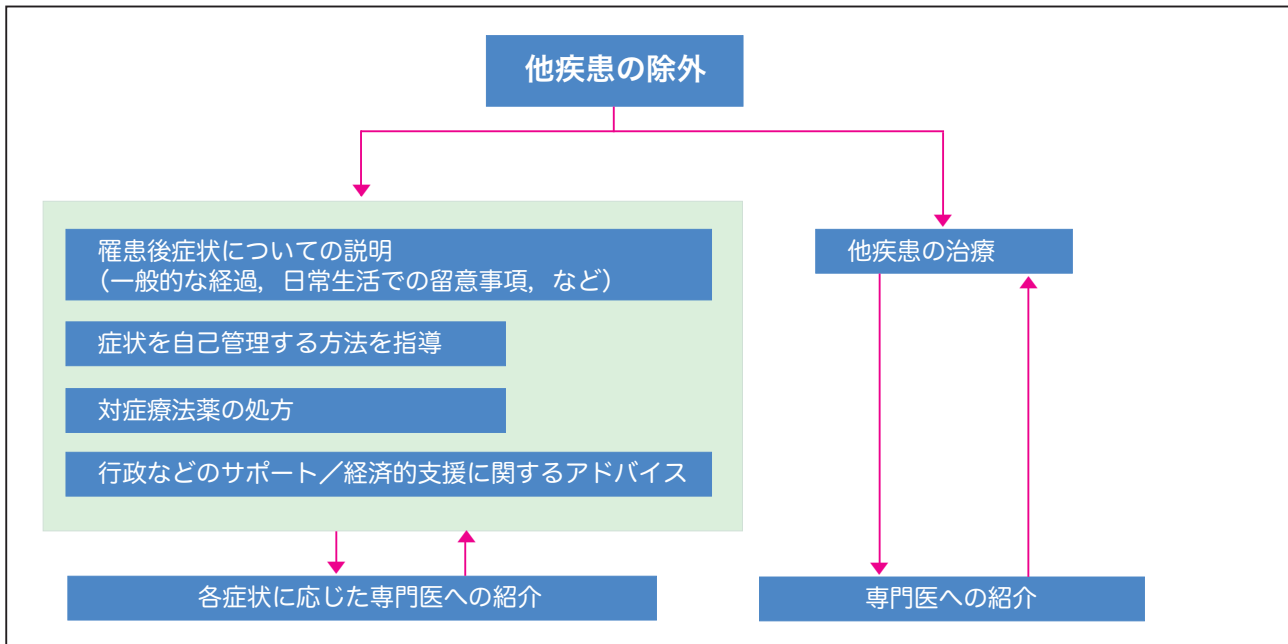 他疾患の除外
罹患後症状についての説明
（一般的な経過，日常生活での留意事項，など）
症状を自己管理する方法を指導
対症療法薬の処方
行政などのサポート／経済的支援に関するアドバイス
各症状に応じた専門医への紹介
他疾患の治療
専門医への紹介